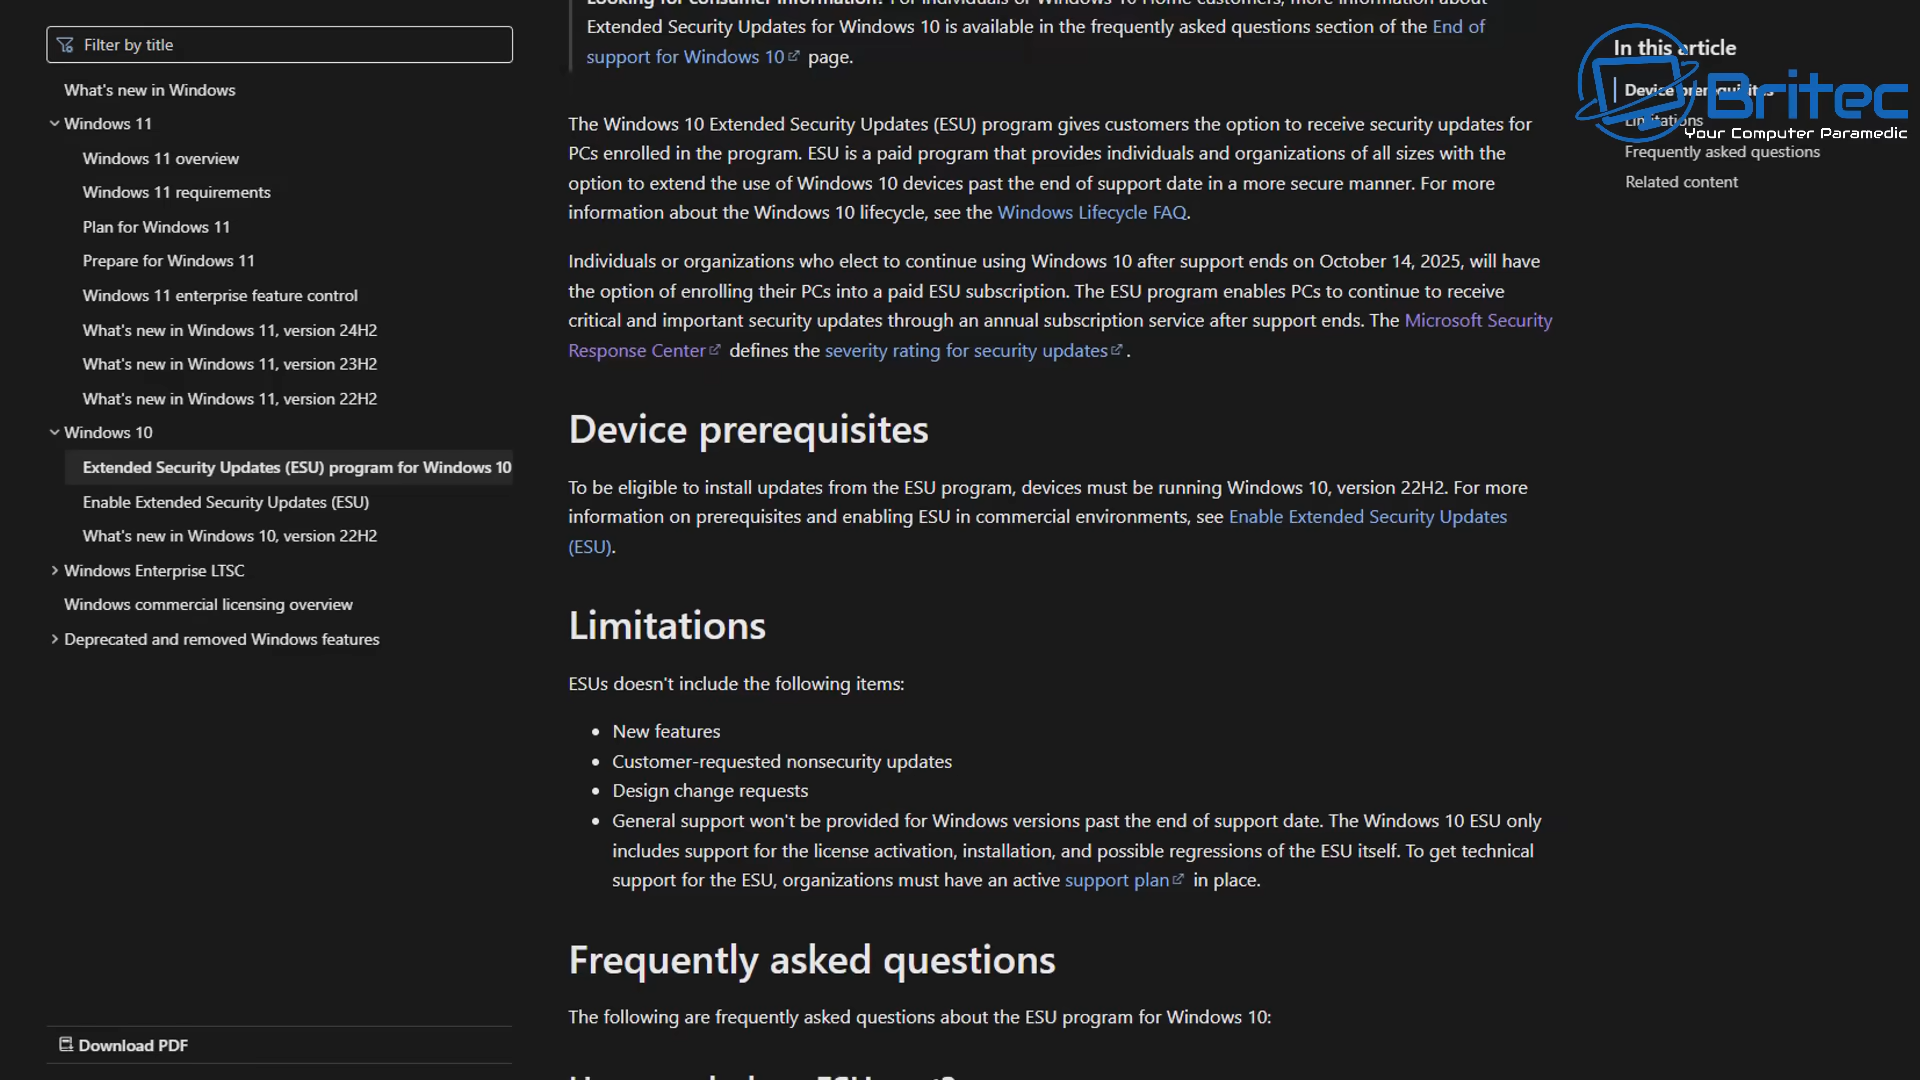 Filter by title
What's new in Windows
Windows 11
Windows 11 overview
Windows 11 requirements
Plan for Windows 11
Prepare for Windows 11
Windows 11 enterprise feature control
What's new in Windows 11, version 24H2
What's new in Windows 11, version 23H2
What's new in Windows 11, version 22H2
Windows 10
Extended Security Updates (ESU) program for Windows 10
Enable Extended Security Updates (ESU)
What's new in Windows 10, version 22H2
Windows Enterprise LTSC
Windows commercial licensing overview
Deprecated and removed Windows features
Download PDF
Looking for consumer information? For individuals or Windows 10 Home customers, more information about
Extended Security Updates for Windows 10 is available in the frequently asked questions section of the End of
support for Windows 10 page.
The Windows 10 Extended Security Updates (ESU) program gives customers the option to receive security updates for
PCs enrolled in the program. ESU is a paid program that provides individuals and organizations of all sizes with the
option to extend the use of Windows 10 devices past the end of support date in a more secure manner. For more
information about the Windows 10 lifecycle, see the Windows Lifecycle FAQ.
Individuals or organizations who elect to continue using Windows 10 after support ends on October 14, 2025, will have
the option of enrolling their PCs into a paid ESU subscription. The ESU program enables PCs to continue to receive
critical and important security updates through an annual subscription service after support ends. The Microsoft Security
Response Center defines the severity rating for security updates .
Device prerequisites
To be eligible to install updates from the ESU program, devices must be running Windows 10, version 22H2. For more
information on prerequisites and enabling ESU in commercial environments, see Enable Extended Security Updates
(ESU).
Limitations
ESUs doesn't include the following items:
New features
Customer-requested nonsecurity updates
Design change requests
General support won't be provided for Windows versions past the end of support date. The Windows 10 ESU only
includes support for the license activation, installation, and possible regressions of the ESU itself. To get technical
support for the ESU, organizations must have an active support plan in place.
Frequently asked questions
The following are frequently asked questions about the ESU program for Windows 10:
In this article
Device prerequisites
Limitations
Frequently asked questions
Related content
Britec
Your Computer Paramedic